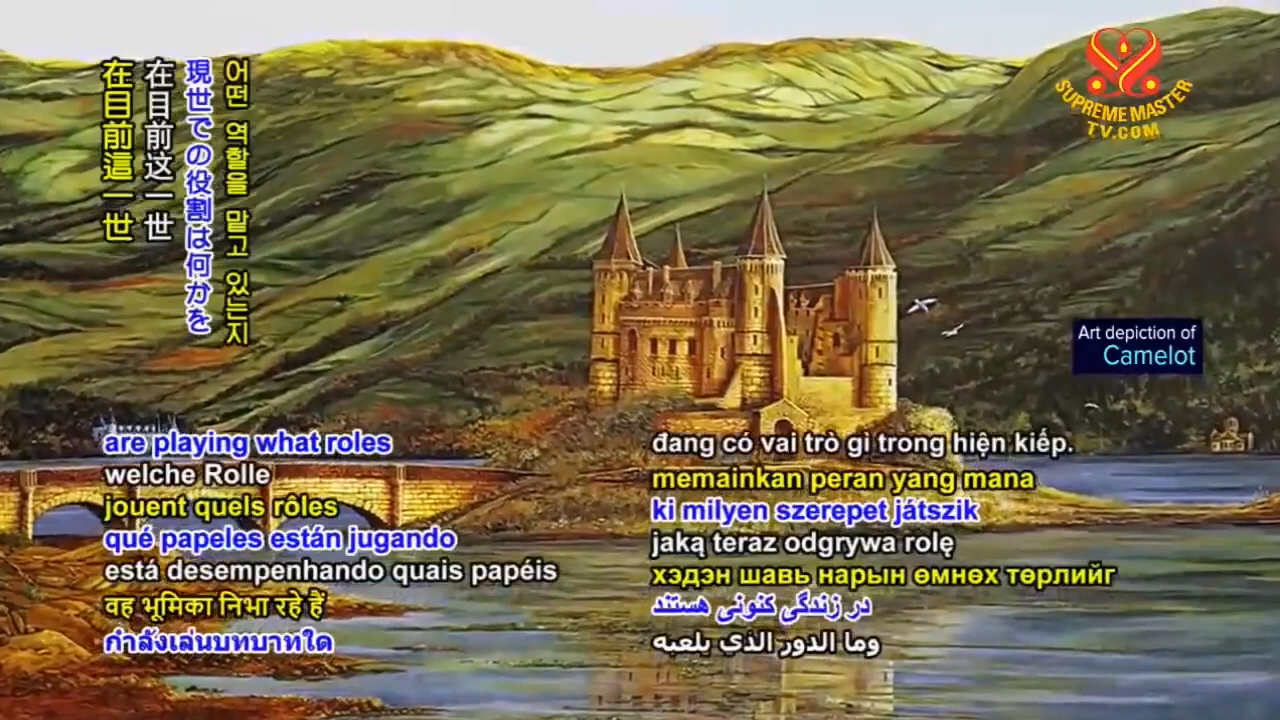 在目前這一世
在目前这一世
現世での役割は何かを
어떤 역할을 맡고 있는지
SUPREME MASTER
TV.COM
Art depiction of
Camelot
are playing what roles
welche Rolle
jouent quels rôles
qué papeles están jugando
está desempenhando quais papéis
वह भूमिका निभा रहे हैं
กำลังเล่นบทบาทใด
đang có vai trò gi trong hiện kiếp.
memainkan peran yang mana
ki milyen szerepet játszik
jaką teraz odgrywa rolę
хэдэн шавь нарын өмнөх төрлийг
در زندگی کنونی هستند
وما الدور الذي يلعبه